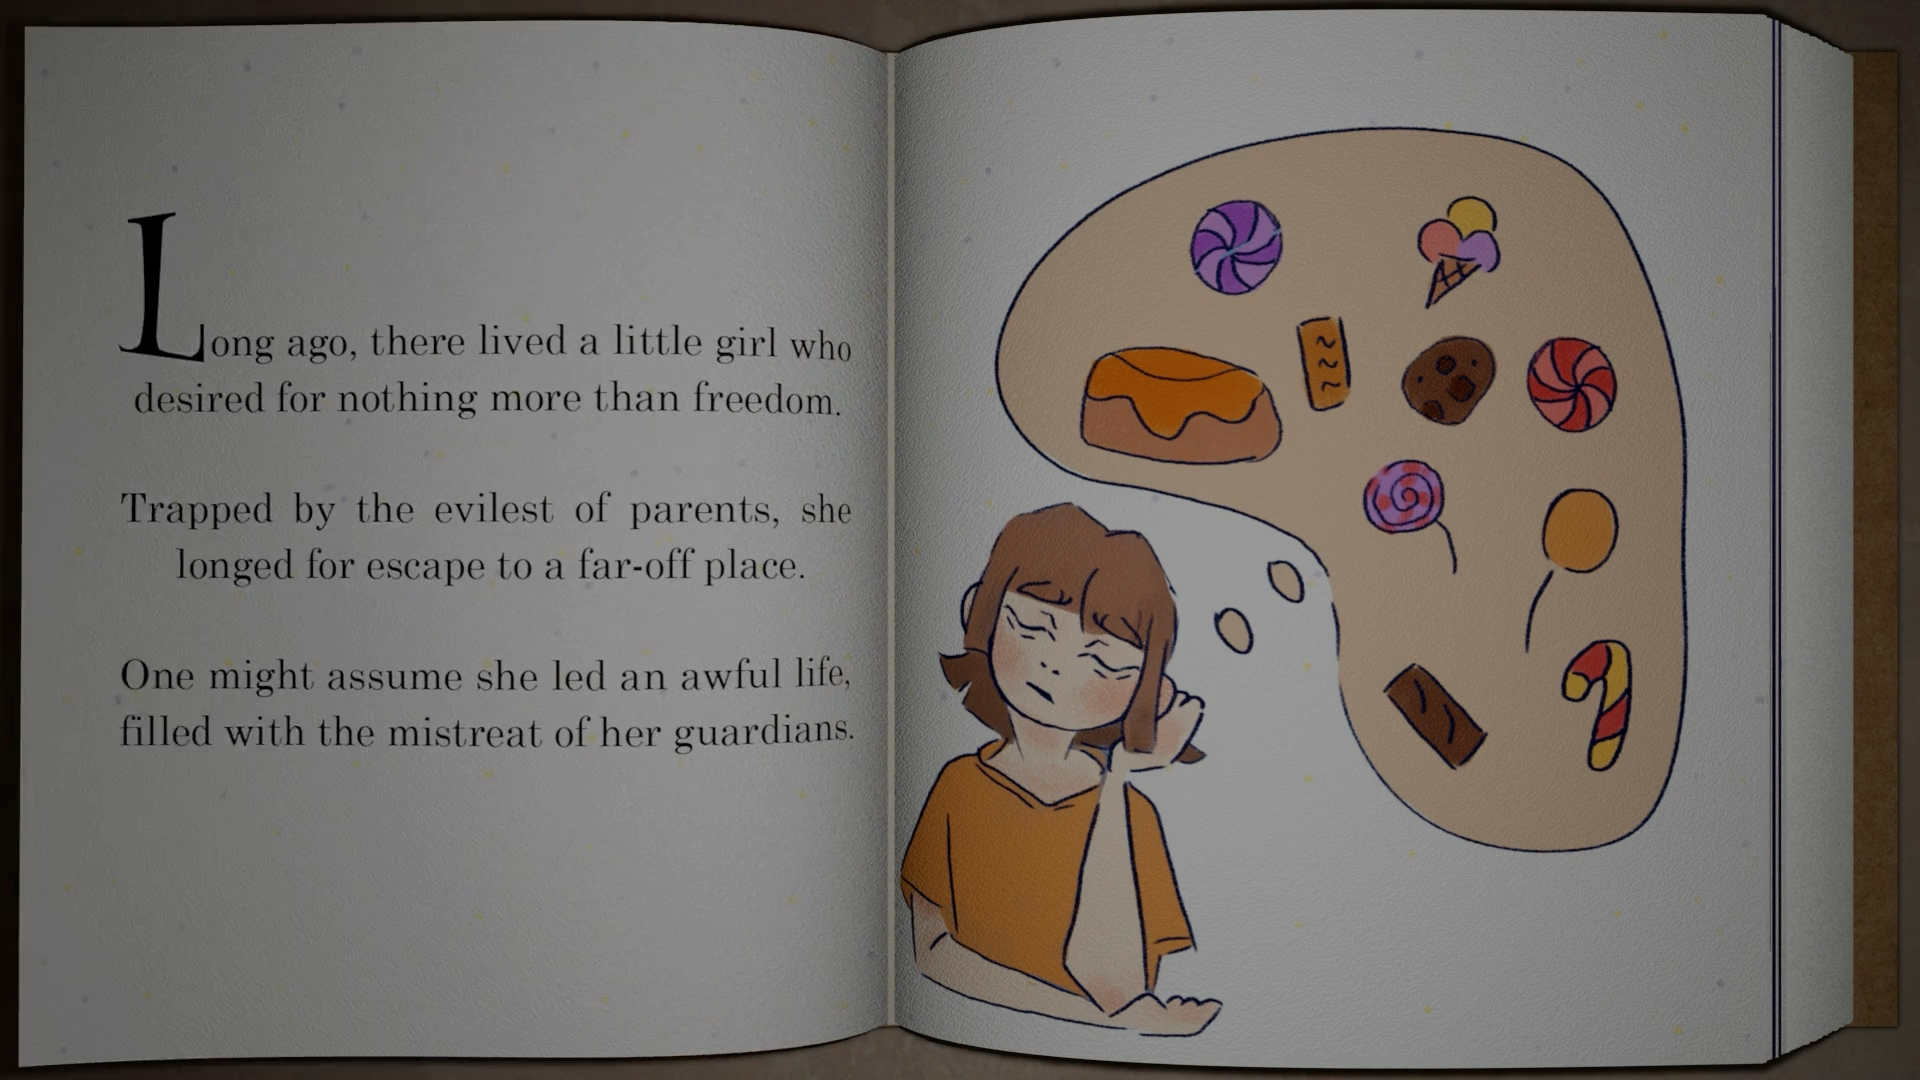 Long ago, there lived a little girl who
desired for nothing more than freedom.
Trapped by the evilest of parents, she
longed for escape to a far-off place.
One might assume she led an awful life,
filled with the mistreat of her guardians.